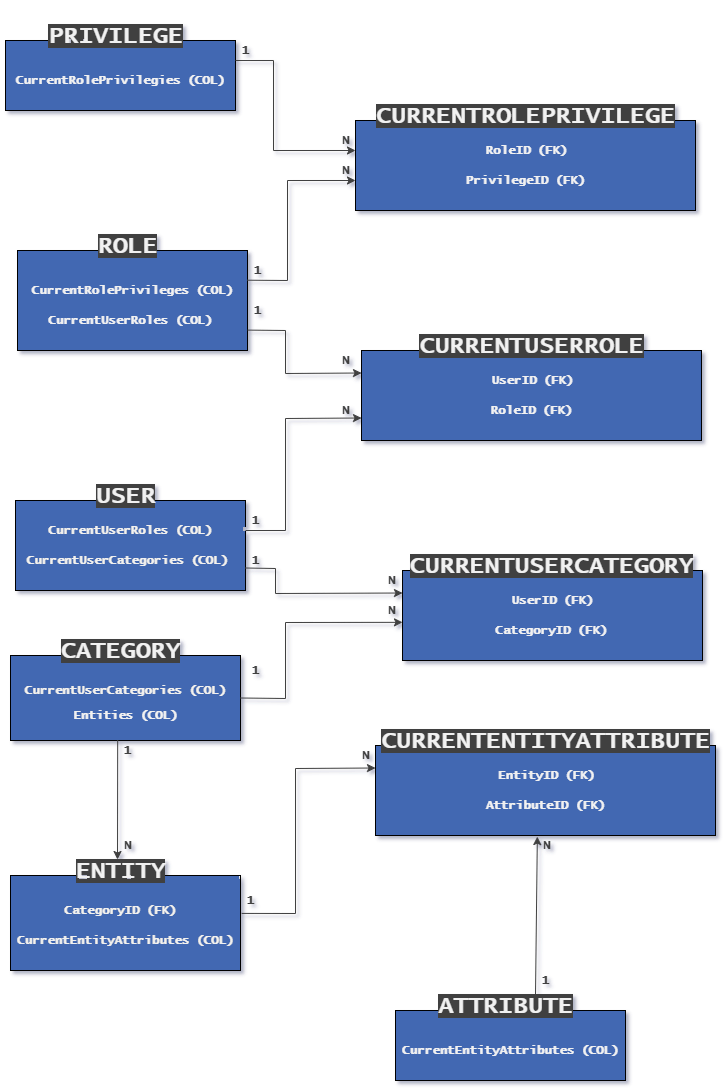 PRIVILEGE
CurrentRolePrivilegies (COL)
1
CURRENTROLEPRIVILEGE
N
RoleID (FK)
N
PrivilegeID (FK)
ROLE
1
CurrentRolePrivileges (COL)
1
CurrentUserRoles (COL)
CURRENTUSERROLE
N
UserID (FK)
N
RoleID (FK)
USER
1
CurrentUserRoles (COL)
1
CurrentUserCategories (COL)
CURRENTUSERCATEGORY
N
UserID (FK)
N
CategoryID (FK)
CATEGORY
1
CurrentUserCategories (COL)
Entities (COL)
1
CURRENTENTITYATTRIBUTE
N
EntityID (FK)
AttributeID (FK)
N
N
ENTITY
1
CategoryID (FK)
CurrentEntityAttributes (COL)
1
ATTRIBUTE
CurrentEntityAttributes (COL)